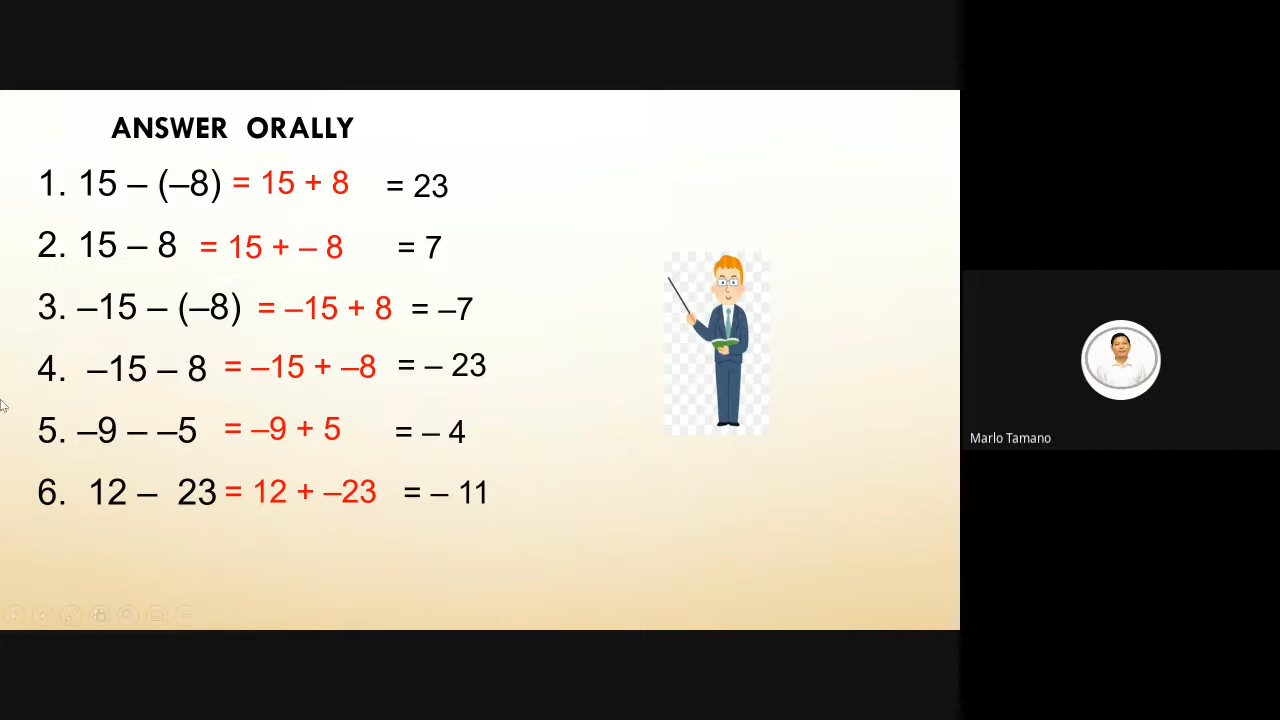 ANSWER ORALLY
1. 15 – (–8) = 15 + 8 = 23
2. 15 – 8 = 15 + – 8 = 7
3. –15 – (–8) = –15 + 8 = –7
4. –15 – 8 = –15 + –8 = – 23
5. –9 – –5 = –9 + 5 = – 4
6. 12 – 23 = 12 + –23 = – 11
Marlo Tamano